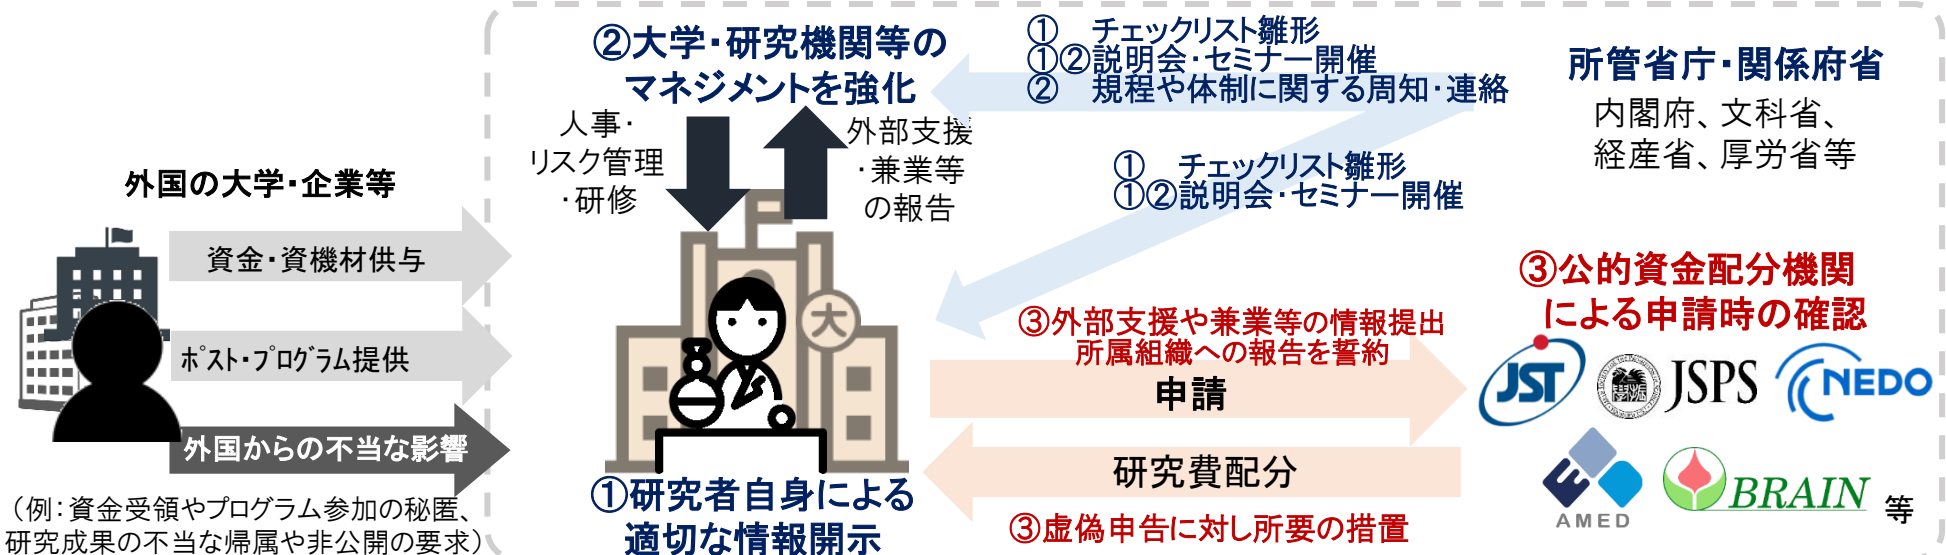 ②大学・研究機関等の
マネジメントを強化
① チェックリスト雛形
①②説明会・セミナー開催
② 規程や体制に関する周知・連絡
所管省庁・関係府省
内閣府、文科省、
経産省、厚労省等
人事・
リスク管理
・研修
外部支援
・兼業等
の報告
① チェックリスト雛形
①②説明会・セミナー開催
外国の大学・企業等
資金・資機材供与
ﾎﾟｽﾄ・ﾌﾟﾛｸﾞﾗﾑ提供
外国からの不当な影響
（例：資金受領やプログラム参加の秘匿、
研究成果の不当な帰属や非公開の要求）
大
①研究者自身による
適切な情報開示
③外部支援や兼業等の情報提出
所属組織への報告を誓約
申請
研究費配分
③虚偽申告に対し所要の措置
③公的資金配分機関
による申請時の確認
JST
JSPS
NEDO
AMED
BRAIN
等